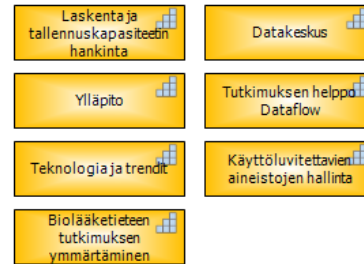 Laskenta ja
tallennuskapasiteetin
hankinta
Datakeskus
Ylläpito
Tutkimuksen helppo
Dataflow
Teknologia ja trendit
Käyttöluvitettavien
aineistojen hallinta
Biolääketieteen
tutkimuksen
ymmärtäminen